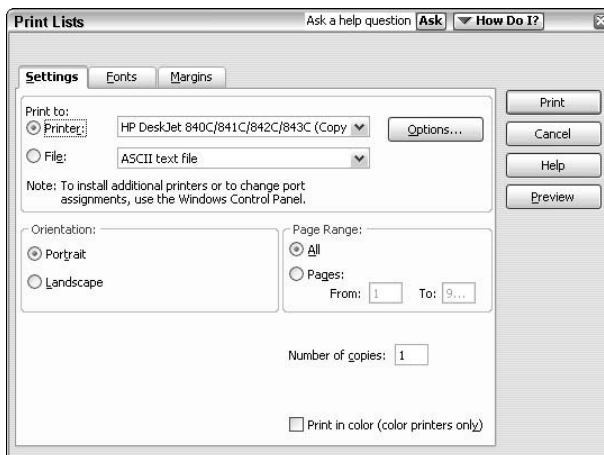 Print Lists
Ask a help question Ask How Do I?
Settings Fonts Margins
Print to:
Printer: HP DeskJet 840C/841C/842C/843C (Copy Options...
File: ASCII text file
Note: To install additional printers or to change port
assignments, use the Windows Control Panel.
Print
Cancel
Help
Preview
Orientation:
Portrait
Landscape
Page Range:
All
Pages:
From: 1 To: 9...
Number of copies: 1
Print in color (color printers only)